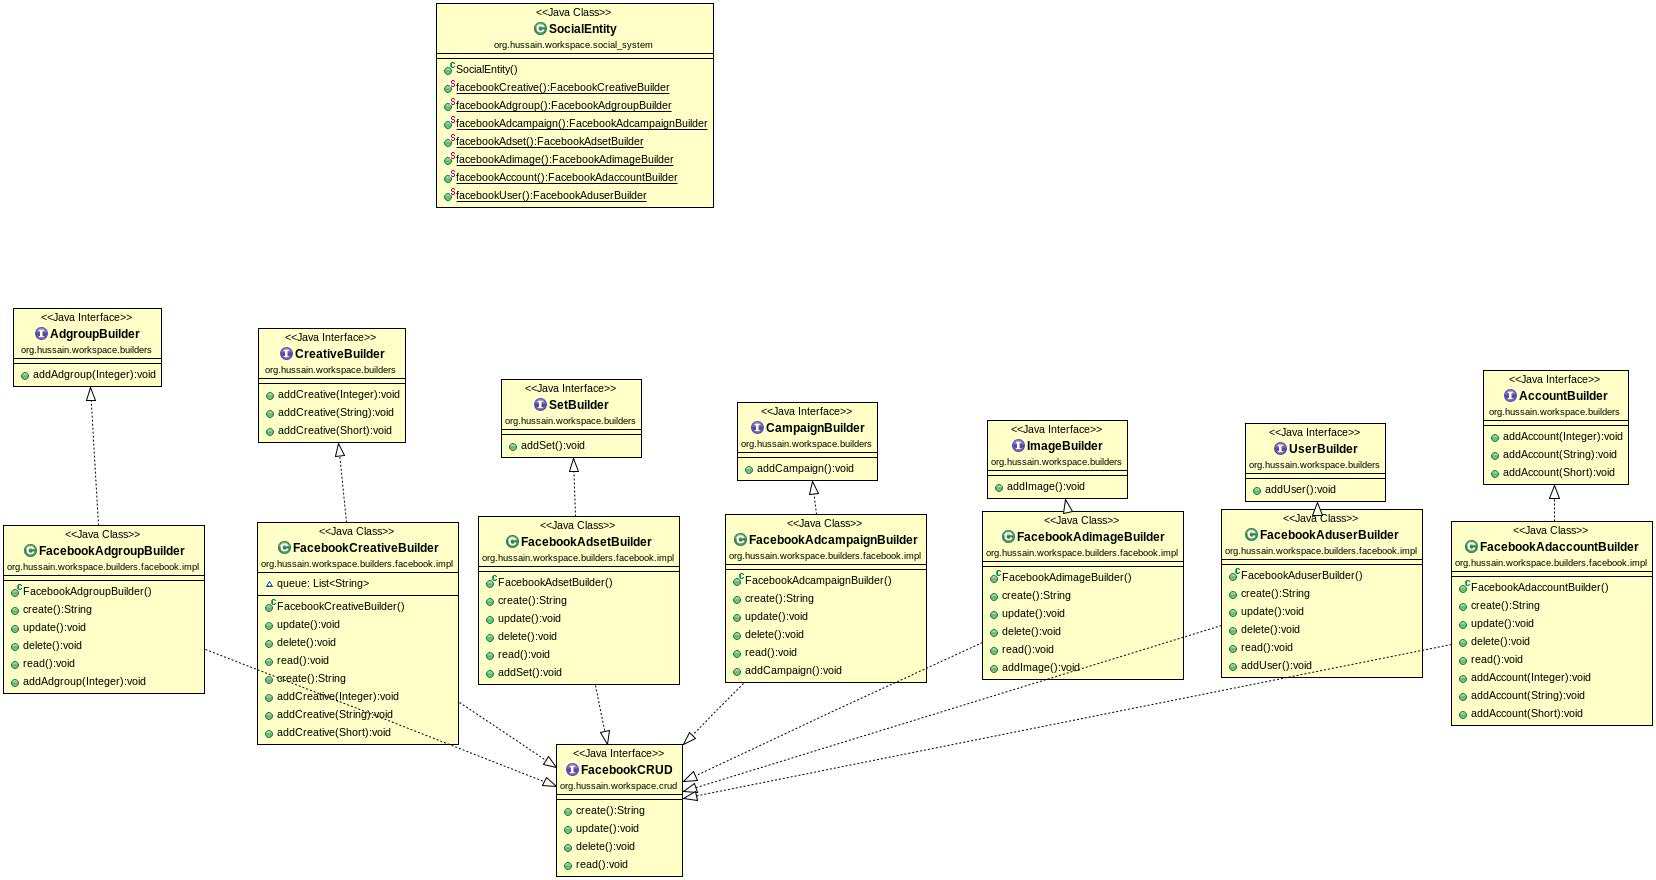 <<Java Class>>
SocialEntity
org.hussain.workspace.social_system
SocialEntity()
facebookCreative():FacebookCreativeBuilder
facebookAdgroup():FacebookAdgroupBuilder
facebookAdcampaign():FacebookAdcampaignBuilder
facebookAdset():FacebookAdsetBuilder
facebookAdimage():FacebookAdimageBuilder
facebookAccount():FacebookAdaccountBuilder
facebookUser():FacebookAduserBuilder
<<Java Interface>>
AdgroupBuilder
org.hussain.workspace.builders
addAdgroup(Integer):void
<<Java Interface>>
CreativeBuilder
org.hussain.workspace.builders
addCreative(Integer):void
addCreative(String):void
addCreative(Short):void
<<Java Interface>>
SetBuilder
org.hussain.workspace.builders
addSet():void
<<Java Interface>>
CampaignBuilder
org.hussain.workspace.builders
addCampaign():void
<<Java Interface>>
ImageBuilder
org.hussain.workspace.builders
addImage():void
<<Java Interface>>
UserBuilder
org.hussain.workspace.builders
addUser():void
<<Java Interface>>
AccountBuilder
org.hussain.workspace.builders
addAccount(Integer):void
addAccount(String):void
addAccount(Short):void
<<Java Class>>
FacebookAdgroupBuilder
org.hussain.workspace.builders.facebook.impl
FacebookAdgroupBuilder()
create():String
update():void
delete():void
read():void
addAdgroup(Integer):void
<<Java Class>>
FacebookCreativeBuilder
org.hussain.workspace.builders.facebook.impl
queue: List<String>
FacebookCreativeBuilder()
update():void
delete():void
read():void
create():String
addCreative(Integer):void
addCreative(String):void
addCreative(Short):void
<<Java Class>>
FacebookAdsetBuilder
org.hussain.workspace.builders.facebook.impl
FacebookAdsetBuilder()
create():String
update():void
delete():void
read():void
addSet():void
<<Java Class>>
FacebookAdcampaignBuilder
org.hussain.workspace.builders.facebook.impl
FacebookAdcampaignBuilder()
create():String
update():void
delete():void
read():void
addCampaign():void
<<Java Class>>
FacebookAdimageBuilder
org.hussain.workspace.builders.facebook.impl
FacebookAdimageBuilder()
create():String
update():void
delete():void
read():void
addImage():void
<<Java Class>>
FacebookAduserBuilder
org.hussain.workspace.builders.facebook.impl
FacebookAduserBuilder()
create():String
update():void
delete():void
read():void
addUser():void
<<Java Class>>
FacebookAdaccountBuilder
org.hussain.workspace.builders.facebook.impl
FacebookAdaccountBuilder()
create():String
update():void
delete():void
read():void
addAccount(Integer):void
addAccount(String):void
addAccount(Short):void
<<Java Interface>>
FacebookCRUD
org.hussain.workspace.crud
create():String
update():void
delete():void
read():void